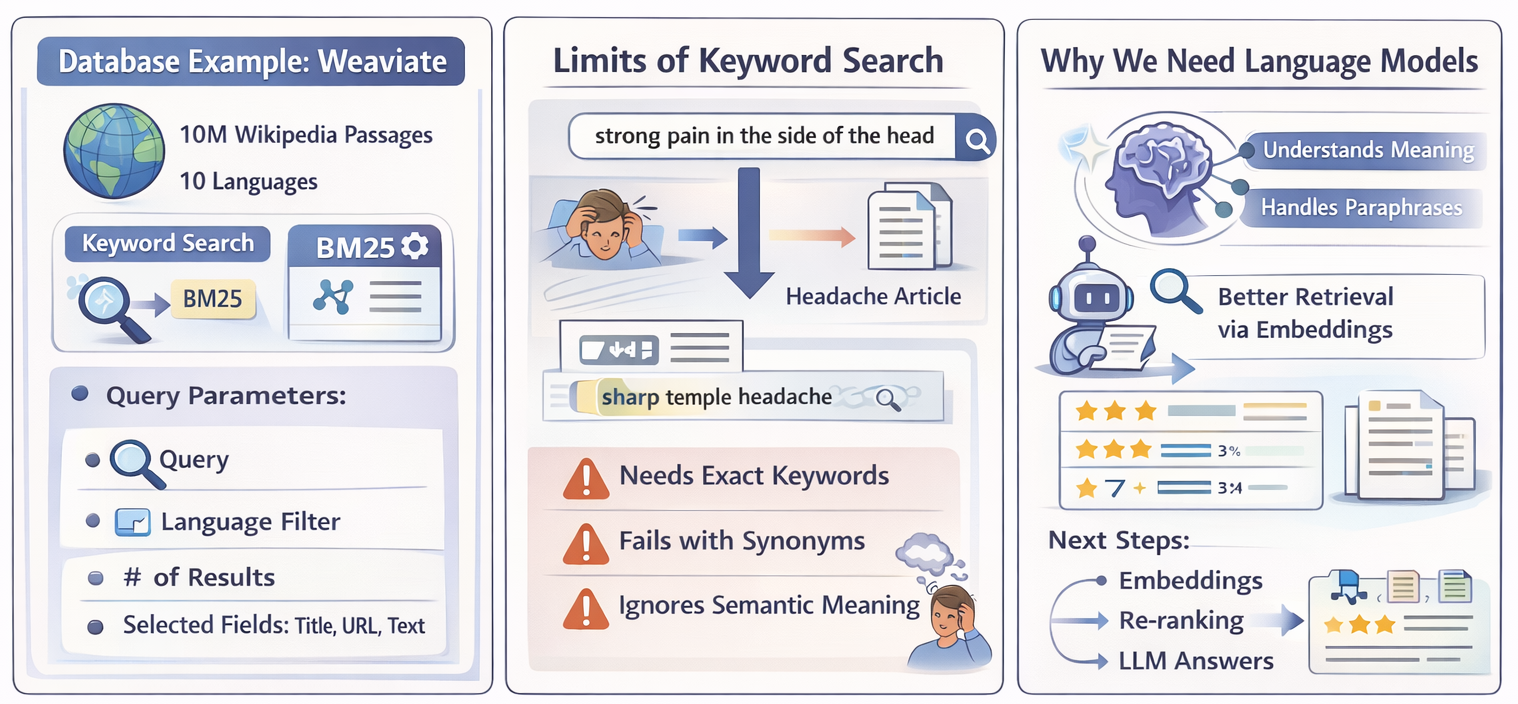 Database Example: Weaviate
10M Wikipedia Passages
10 Languages
Keyword Search
BM25
BM25
Query Parameters:
Query
Language Filter
# of Results
Selected Fields: Title, URL, Text
Limits of Keyword Search
strong pain in the side of the head
Headache Article
sharp temple headache
Needs Exact Keywords
Fails with Synonyms
Ignores Semantic Meaning
Why We Need Language Models
Understands Meaning
Handles Paraphrases
Better Retrieval
via Embeddings
3%
7
Next Steps:
Embeddings
Re-ranking
LLM Answers